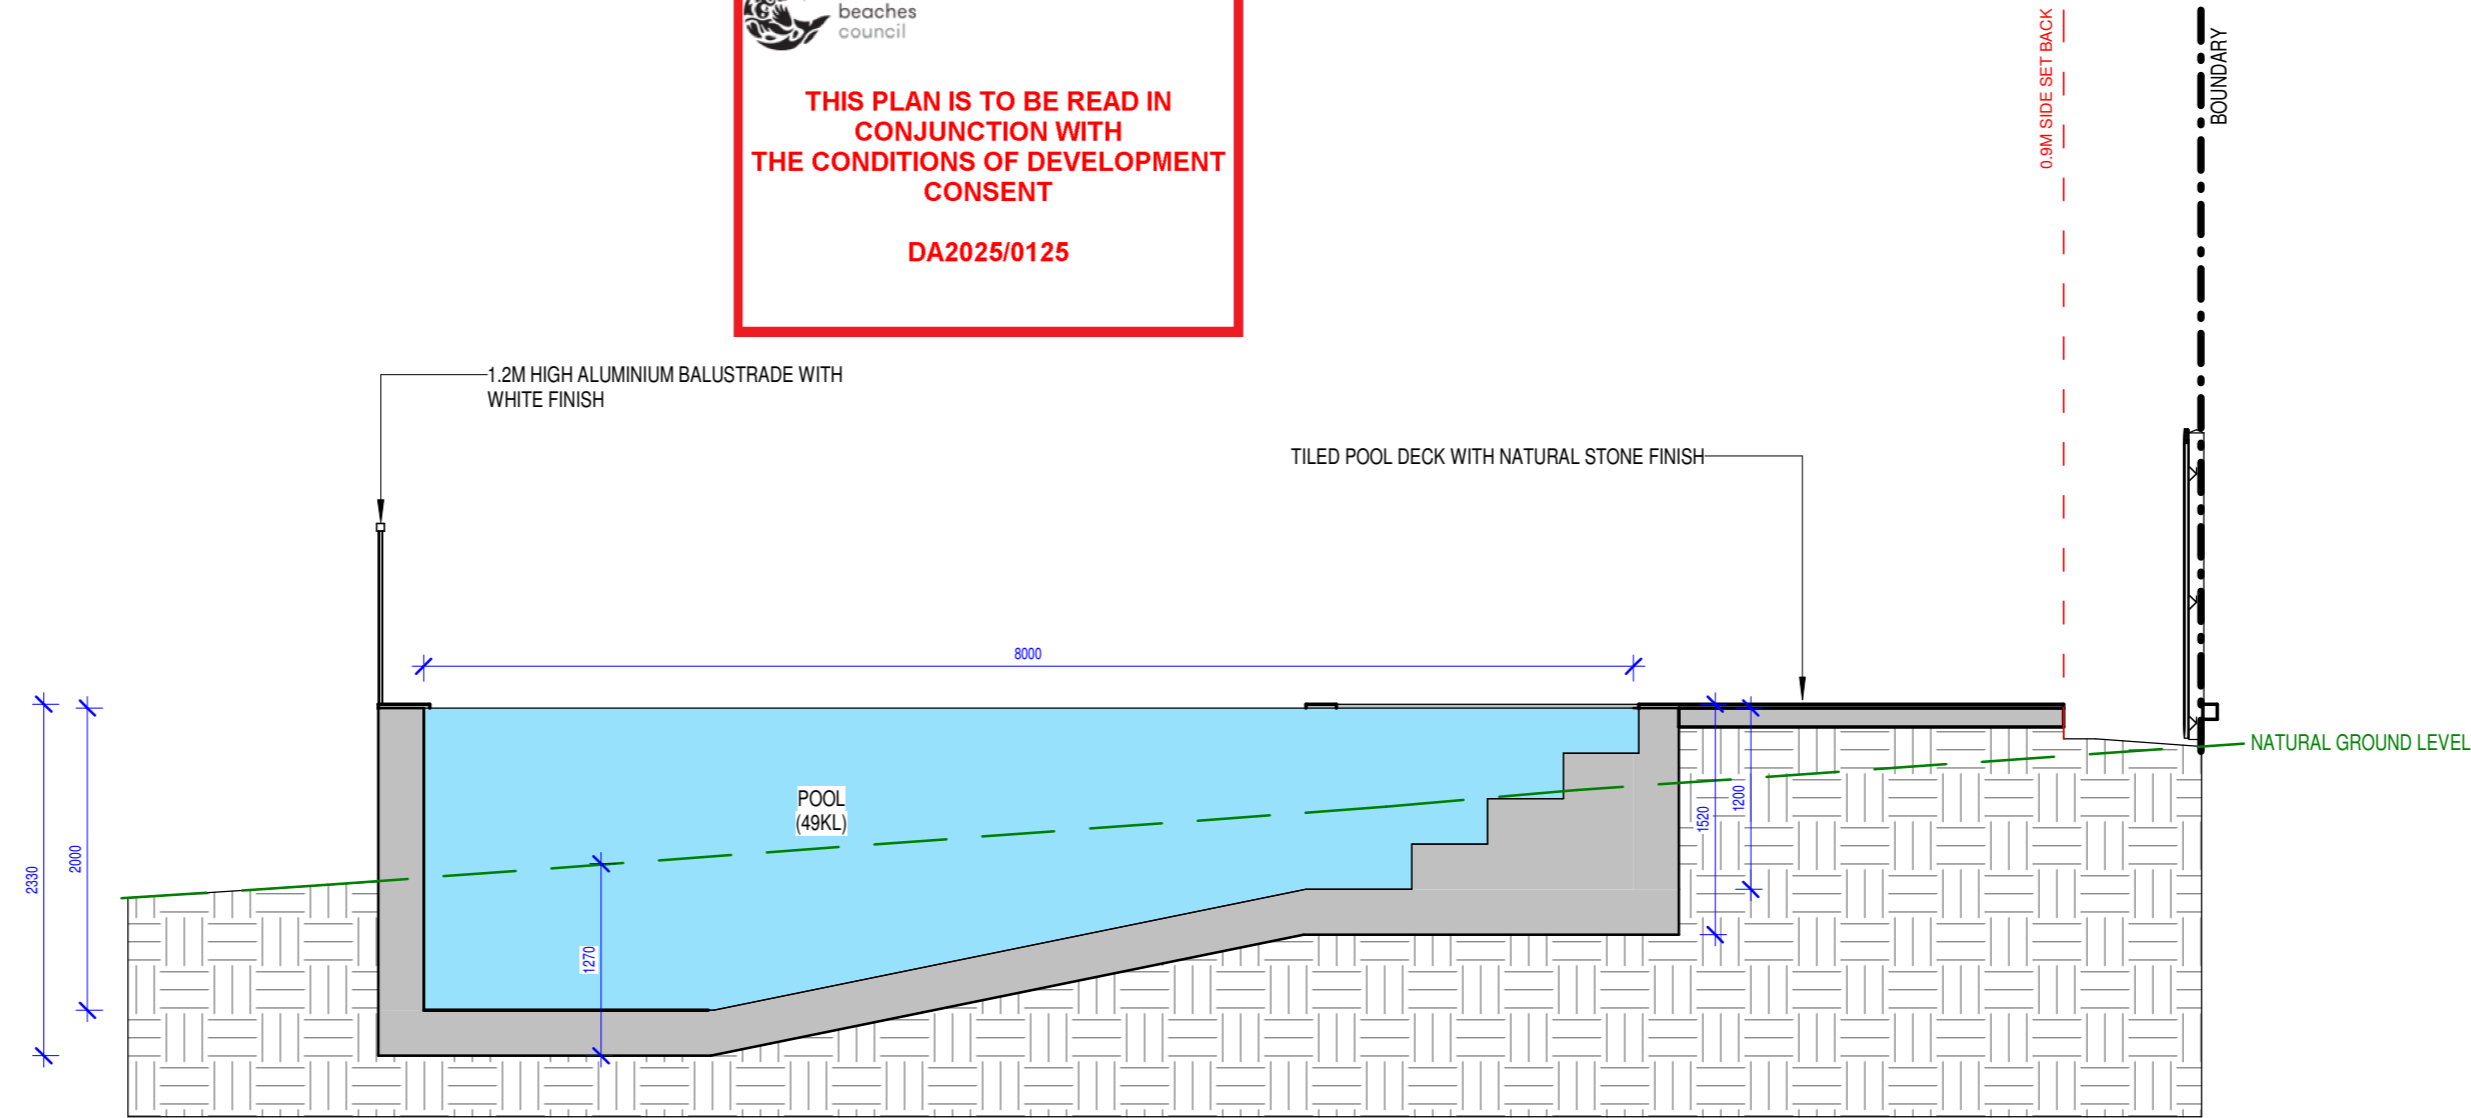 beaches
council
THIS PLAN IS TO BE READ IN
CONJUNCTION WITH
THE CONDITIONS OF DEVELOPMENT
CONSENT
DA2025/0125
0.9M SIDE SET BACK
BOUNDARY
1.2M HIGH ALUMINIUM BALUSTRADE WITH
WHITE FINISH
TILED POOL DECK WITH NATURAL STONE FINISH
8000
NATURAL GROUND LEVEL
POOL
(49KL)
2330
2000
1270
1520
1200